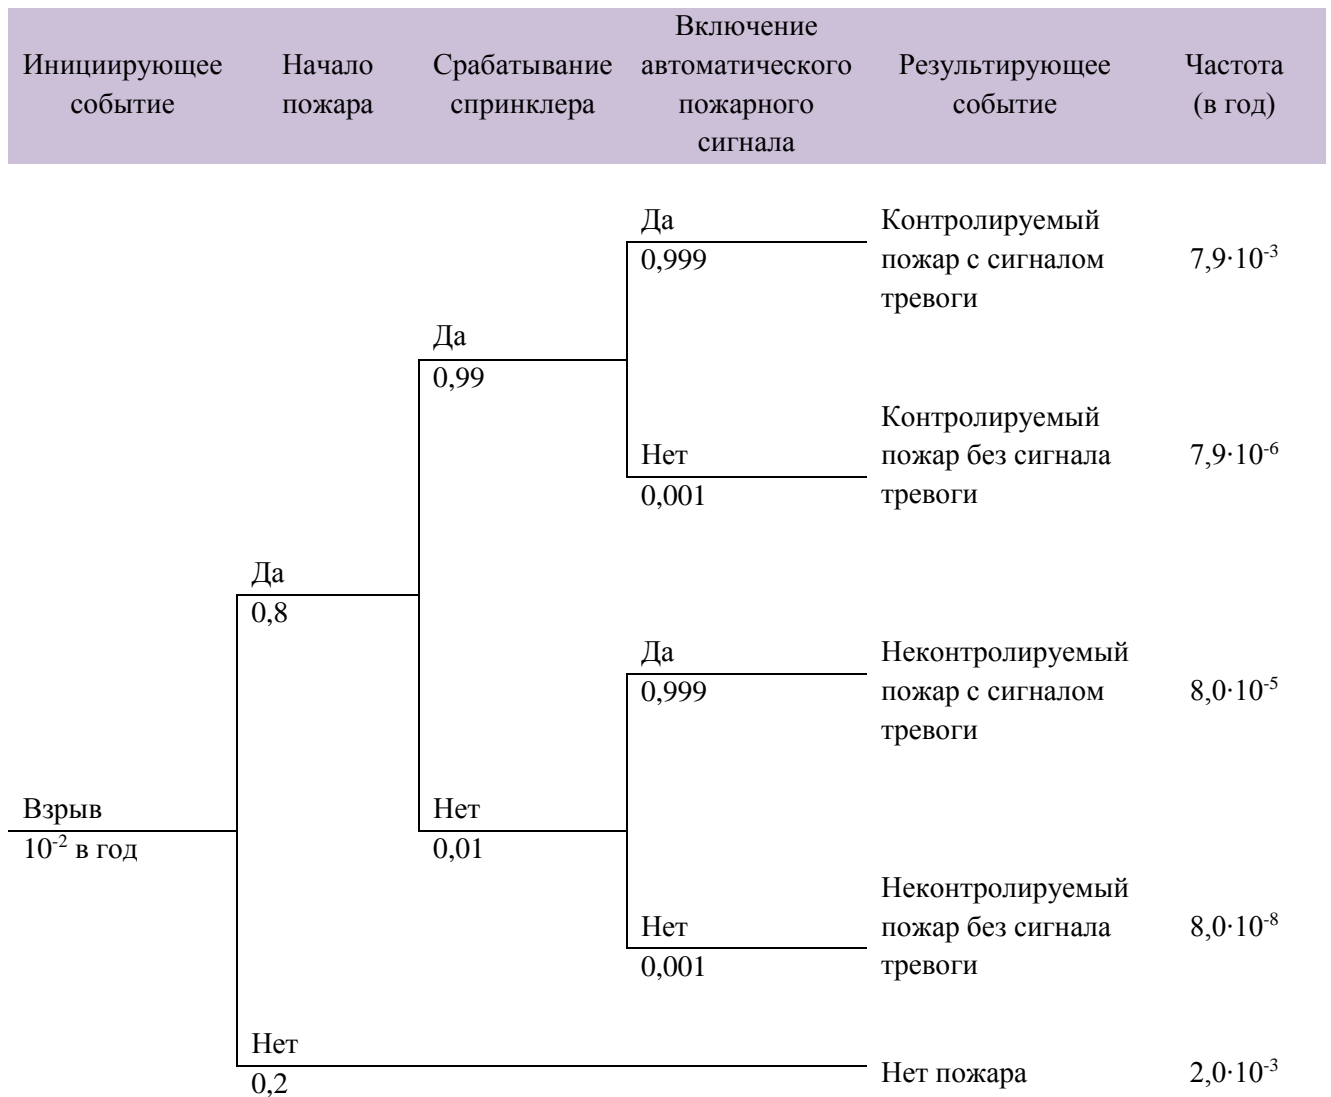 Инициирующее событие
Начало пожара
Срабатывание спринклера
Включение автоматического пожарного сигнала
Результирующее событие
Частота (в год)
Да
0,999
Контролируемый
пожар с сигналом
тревоги
7,9·10⁻³
Да
0,99
Нет
0,001
Контролируемый
пожар без сигнала
тревоги
7,9·10⁻⁶
Да
0,8
Да
0,999
Неконтролируемый
пожар с сигналом
тревоги
8,0·10⁻⁵
Взрыв
10⁻² в год
Нет
0,01
Нет
0,001
Неконтролируемый
пожар без сигнала
тревоги
8,0·10⁻⁸
Нет
0,2
Нет пожара
2,0·10⁻³